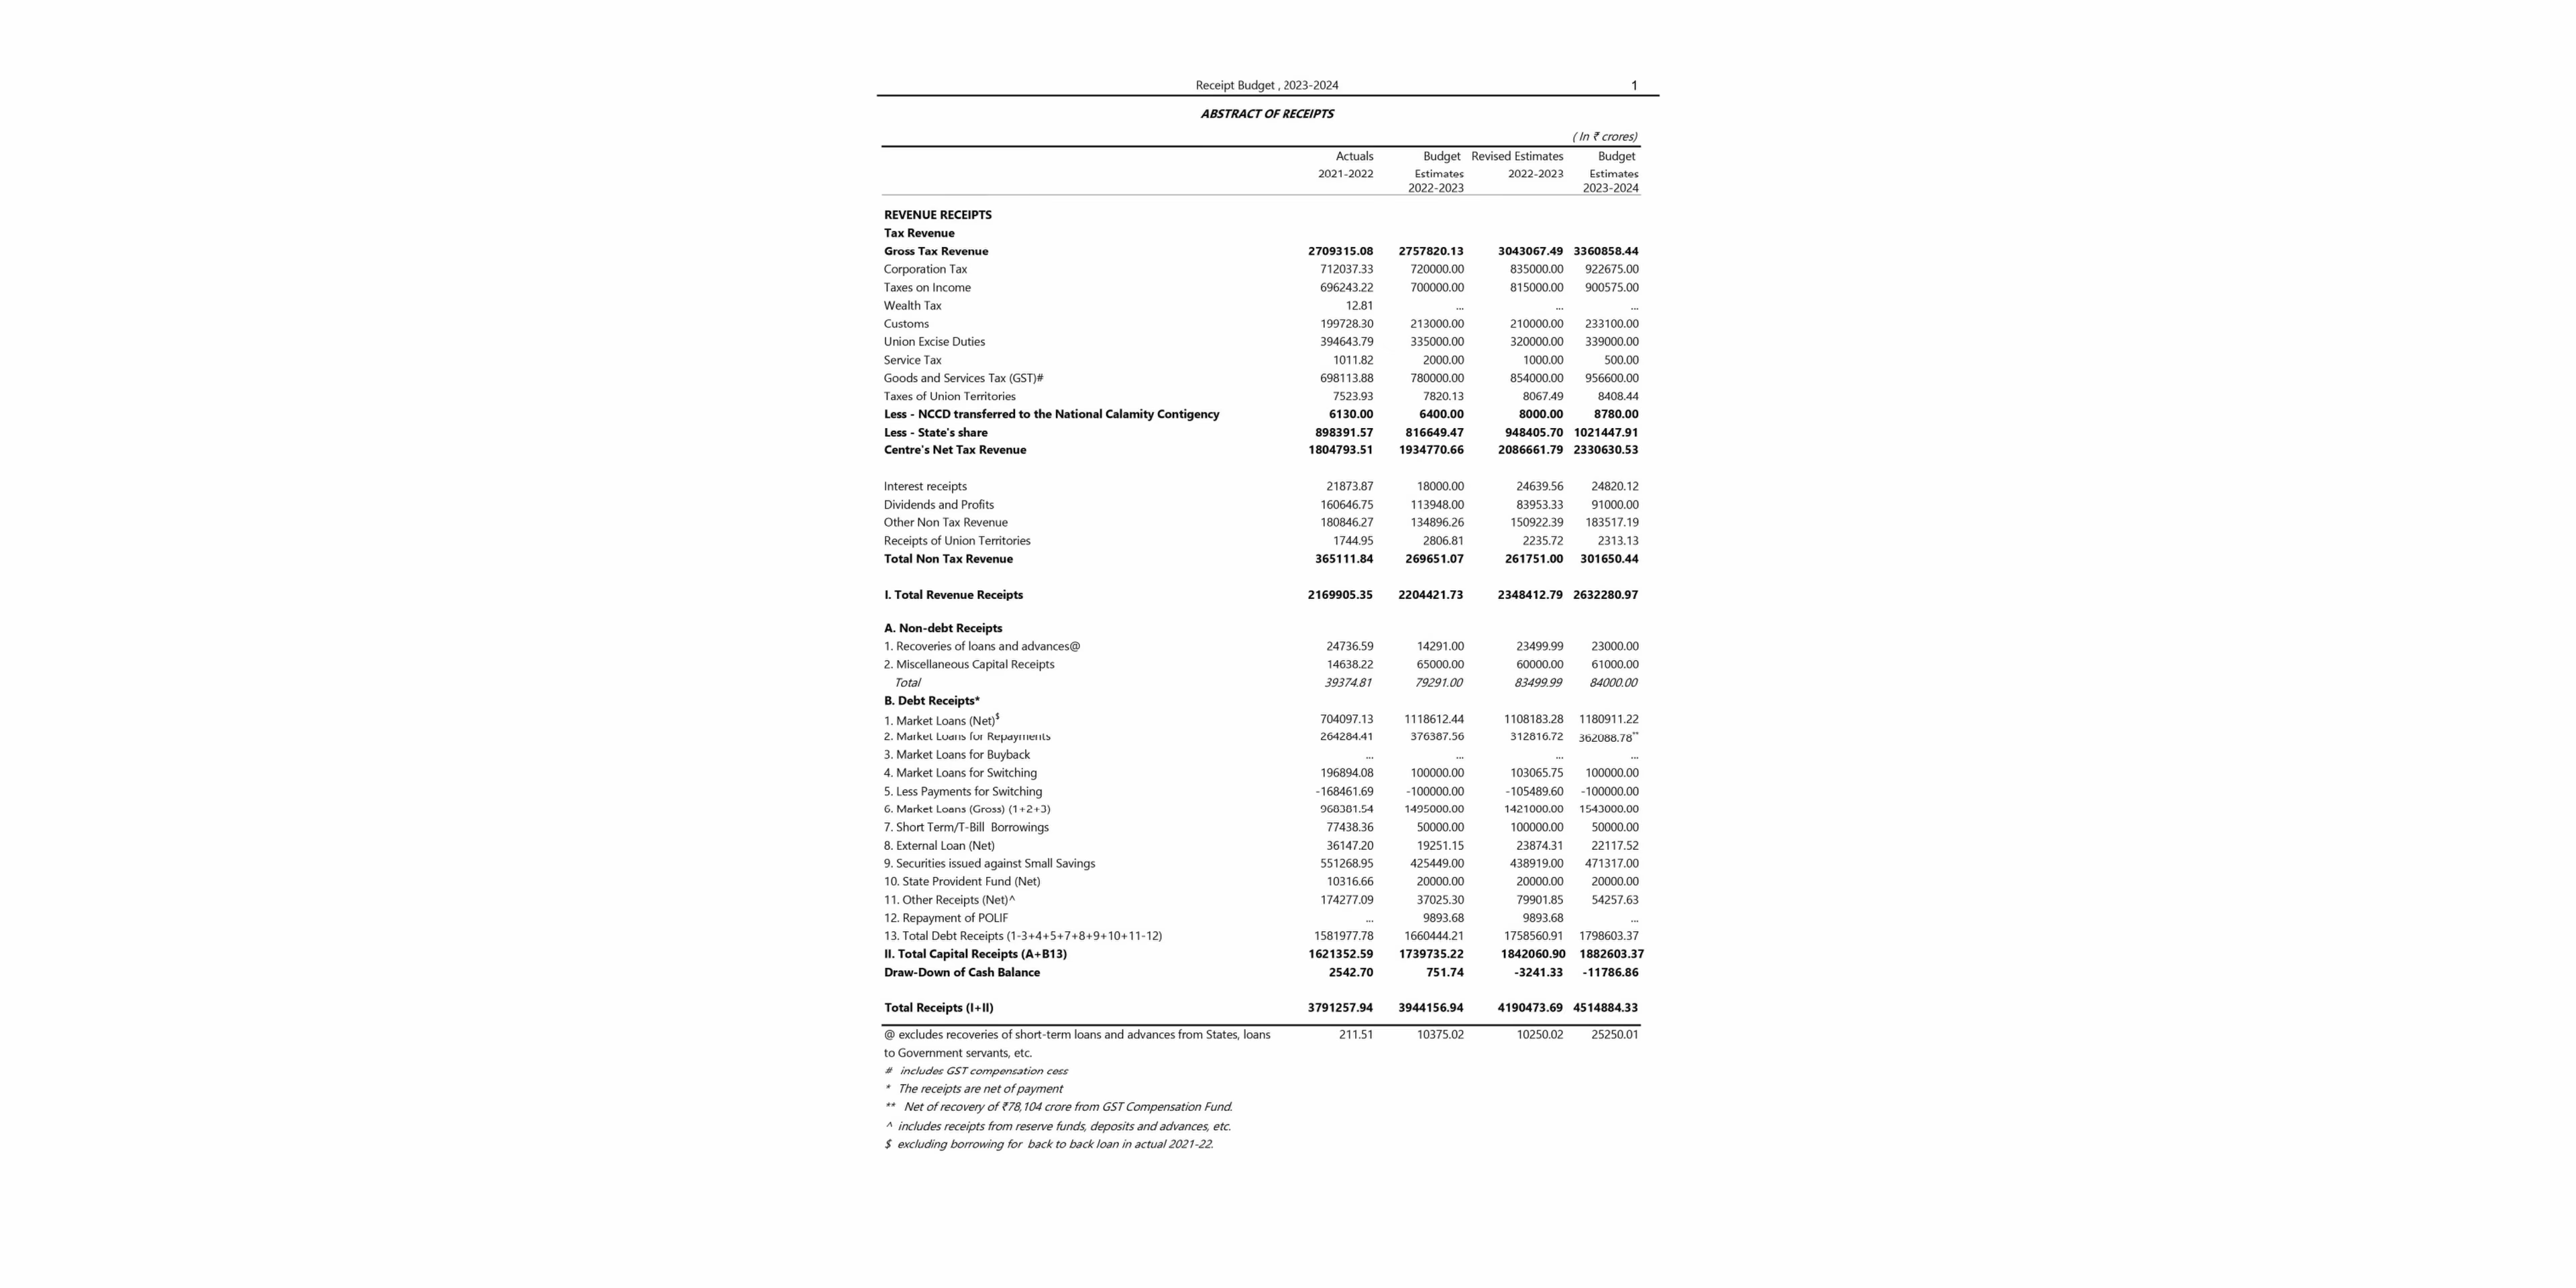 Receipt Budget , 2023-2024 1
ABSTRACT OF RECEIPTS
( In ₹ crores)
Actuals Budget Revised Estimates Budget
2021-2022 Estimates 2022-2023 Estimates
2022-2023 2023-2024
REVENUE RECEIPTS
Tax Revenue
Gross Tax Revenue 2709315.08 2757820.13 3043067.49 3360858.44
Corporation Tax 712037.33 720000.00 835000.00 922675.00
Taxes on Income 696243.22 700000.00 815000.00 900575.00
Wealth Tax 12.81 ... ... ...
Customs 199728.30 213000.00 210000.00 233100.00
Union Excise Duties 394643.79 335000.00 320000.00 339000.00
Service Tax 1011.82 2000.00 1000.00 500.00
Goods and Services Tax (GST)# 698113.88 780000.00 854000.00 956600.00
Taxes of Union Territories 7523.93 7820.13 8067.49 8408.44
Less - NCCD transferred to the National Calamity Contigency 6130.00 6400.00 8000.00 8780.00
Less - State's share 898391.57 816649.47 948405.70 1021447.91
Centre's Net Tax Revenue 1804793.51 1934770.66 2086661.79 2330630.53
Interest receipts 21873.87 18000.00 24639.56 24820.12
Dividends and Profits 160646.75 113948.00 83953.33 91000.00
Other Non Tax Revenue 180846.27 134896.26 150922.39 183517.19
Receipts of Union Territories 1744.95 2806.81 2235.72 2313.13
Total Non Tax Revenue 365111.84 269651.07 261751.00 301650.44
I. Total Revenue Receipts 2169905.35 2204421.73 2348412.79 2632280.97
A. Non-debt Receipts
1. Recoveries of loans and advances@ 24736.59 14291.00 23499.99 23000.00
2. Miscellaneous Capital Receipts 14638.22 65000.00 60000.00 61000.00
Total 39374.81 79291.00 83499.99 84000.00
B. Debt Receipts*
1. Market Loans (Net)$ 704097.13 1118612.44 1108183.28 1180911.22
2. Market Loans for Repayments 264284.41 376387.56 312816.72 362088.78**
3. Market Loans for Buyback ... ... ... ...
4. Market Loans for Switching 196894.08 100000.00 103065.75 100000.00
5. Less Payments for Switching -168461.69 -100000.00 -105489.60 -100000.00
6. Market Loans (Gross) (1+2+3) 968381.54 1495000.00 1421000.00 1543000.00
7. Short Term/T-Bill Borrowings 77438.36 50000.00 100000.00 50000.00
8. External Loan (Net) 36147.20 19251.15 23874.31 22117.52
9. Securities issued against Small Savings 551268.95 425449.00 438919.00 471317.00
10. State Provident Fund (Net) 10316.66 20000.00 20000.00 20000.00
11. Other Receipts (Net)^ 174277.09 37025.30 79901.85 54257.63
12. Repayment of POLIF ... 9893.68 9893.68 ...
13. Total Debt Receipts (1-3+4+5+7+8+9+10+11-12) 1581977.78 1660444.21 1758560.91 1798603.37
II. Total Capital Receipts (A+B13) 1621352.59 1739735.22 1842060.90 1882603.37
Draw-Down of Cash Balance 2542.70 751.74 -3241.33 -11786.86
Total Receipts (I+II) 3791257.94 3944156.94 4190473.69 4514884.33
@ excludes recoveries of short-term loans and advances from States, loans 211.51 10375.02 10250.02 25250.01
to Government servants, etc.
# includes GST compensation cess
* The receipts are net of payment
** Net of recovery of ₹78,104 crore from GST Compensation Fund.
^ includes receipts from reserve funds, deposits and advances, etc.
$ excluding borrowing for back to back loan in actual 2021-22.